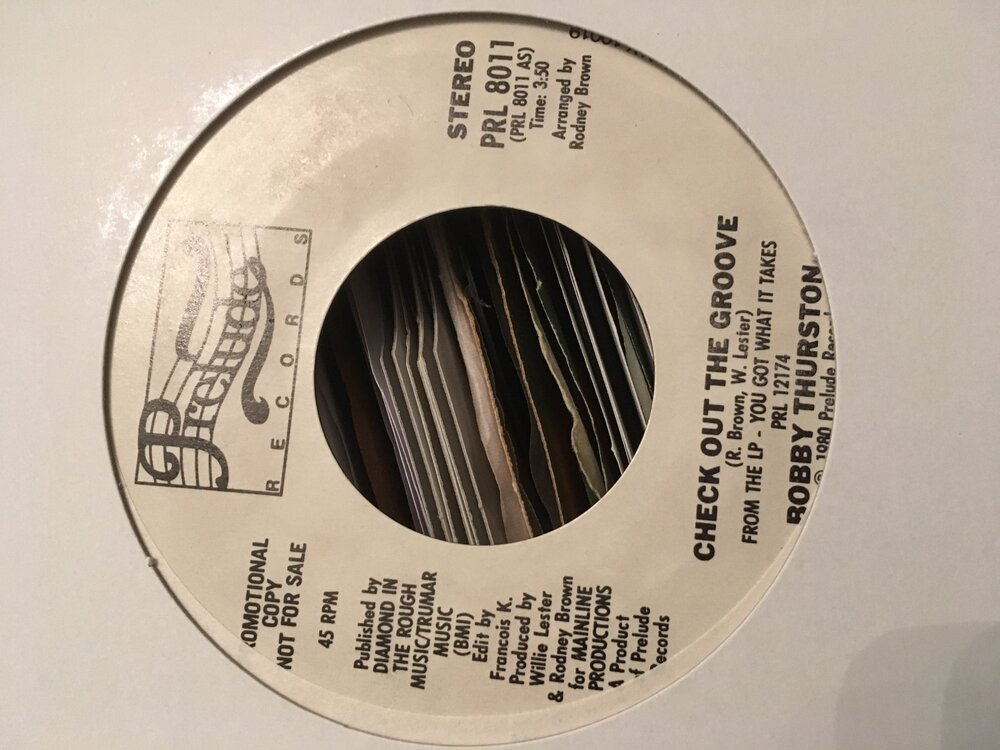 Prelude
RECORDS
PROMOTIONAL
COPY
NOT FOR SALE
45 RPM
Published by
DIAMOND IN
THE ROUGH
MUSIC/TRUMAR
MUSIC
(BMI)
Edit by
Francois K.
Produced by
Willie Lester
& Rodney Brown
for MAINLINE
PRODUCTIONS
A Product
of Prelude
Records
STEREO
PRL 8011
(PRL 8011 AS)
Time: 3:50
Arranged by
Rodney Brown
CHECK OUT THE GROOVE
(R. Brown, W. Lester)
FROM THE LP - YOU GOT WHAT IT TAKES
PRL 12174
BOBBY THURSTON
1980 Prelude